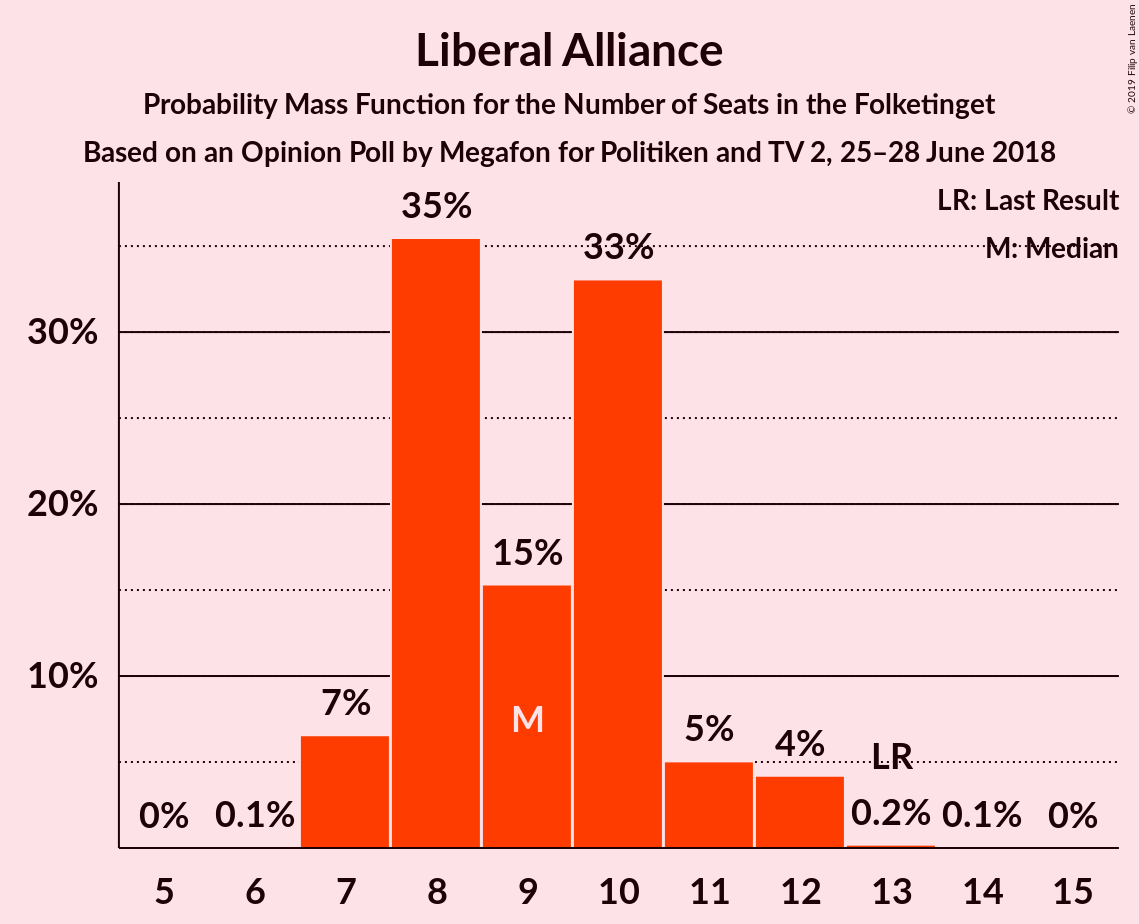 Liberal Alliance
Probability Mass Function for the Number of Seats in the Folketinget
Based on an Opinion Poll by Megafon for Politiken and TV 2, 25–28 June 2018
© 2019 Filip van Laenen
LR: Last Result
M: Median
30%
20%
10%
0%
0.1%
7%
35%
15%
M
33%
5%
4%
LR
0.2%
0.1%
0%
5 6 7 8 9 10 11 12 13 14 15